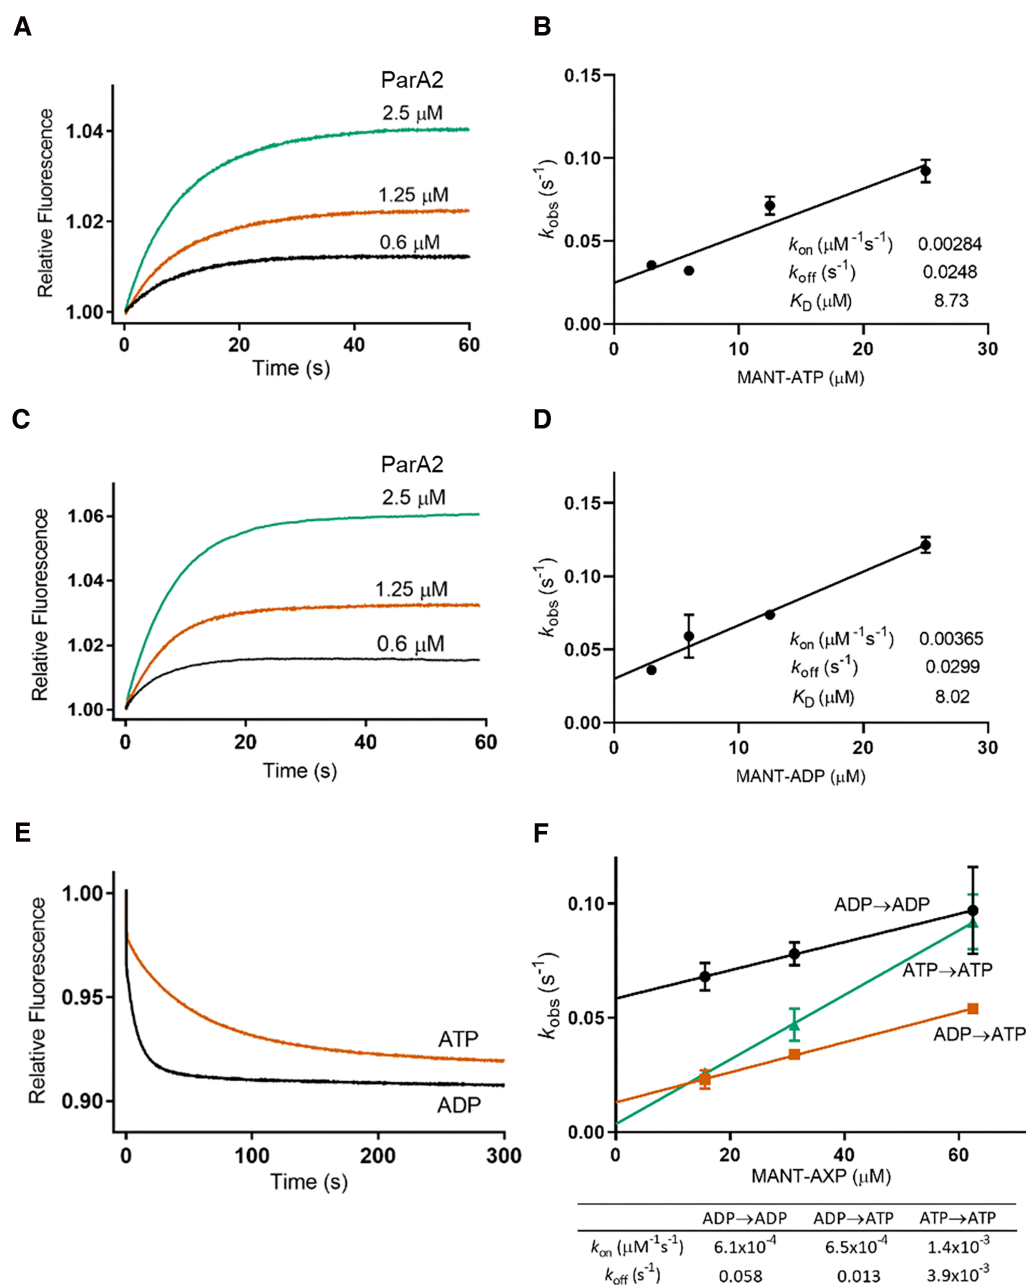 A
ParA2
2.5 μM
1.25 μM
0.6 μM
1.04
1.02
1.00
Relative Fluorescence
0 20 40 60
Time (s)
B
0.15
0.10
0.05
0.00
kobs (s⁻¹)
kon (μM⁻¹s⁻¹) 0.00284
koff (s⁻¹) 0.0248
KD (μM) 8.73
0 10 20 30
MANT-ATP (μM)
C
ParA2
2.5 μM
1.25 μM
0.6 μM
1.06
1.04
1.02
1.00
Relative Fluorescence
0 20 40 60
Time (s)
D
0.15
0.10
0.05
0.00
kobs (s⁻¹)
kon (μM⁻¹s⁻¹) 0.00365
koff (s⁻¹) 0.0299
KD (μM) 8.02
0 10 20 30
MANT-ADP (μM)
E
1.00
0.95
0.90
Relative Fluorescence
ATP
ADP
0 100 200 300
Time (s)
F
0.10
0.05
0.00
kobs (s⁻¹)
ADP→ADP
ATP→ATP
ADP→ATP
0 20 40 60
MANT-AXP (μM)
ADP→ADP ADP→ATP ATP→ATP
kon (μM⁻¹s⁻¹) 6.1x10⁻⁴ 6.5x10⁻⁴ 1.4x10⁻³
koff (s⁻¹) 0.058 0.013 3.9x10⁻³